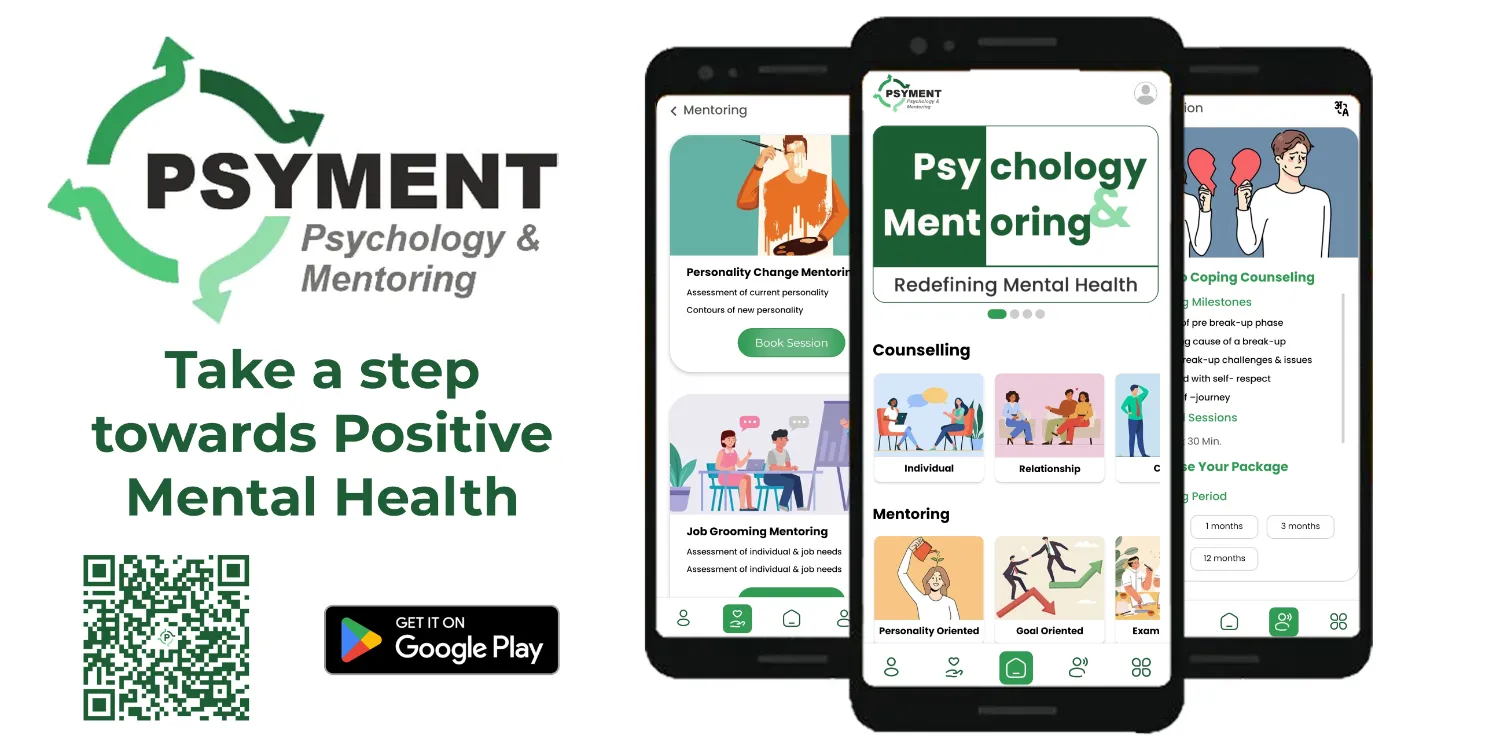 PSYMENT
Psychology &
Mentoring
Take a step
towards Positive
Mental Health
P
GET IT ON
Google Play
Mentoring
Personality Change Mentorin
Assessment of current personality
Contours of new personality
Book Session
Job Grooming Mentoring
Assessment of individual & job needs
Assessment of individual & job needs
PSYMENT
Psychology &
Mentoring
Psychology
&
Mentoring
Redefining Mental Health
Counselling
Individual
Relationship
C
Mentoring
Personality Oriented
Goal Oriented
Exam
ion
अ
A
Coping Counseling
g Milestones
of pre break-up phase
ng cause of a break-up
reak-up challenges & issues
d with self- respect
of –journey
Sessions
30 Min.
se Your Package
g Period
1 months
3 months
12 months